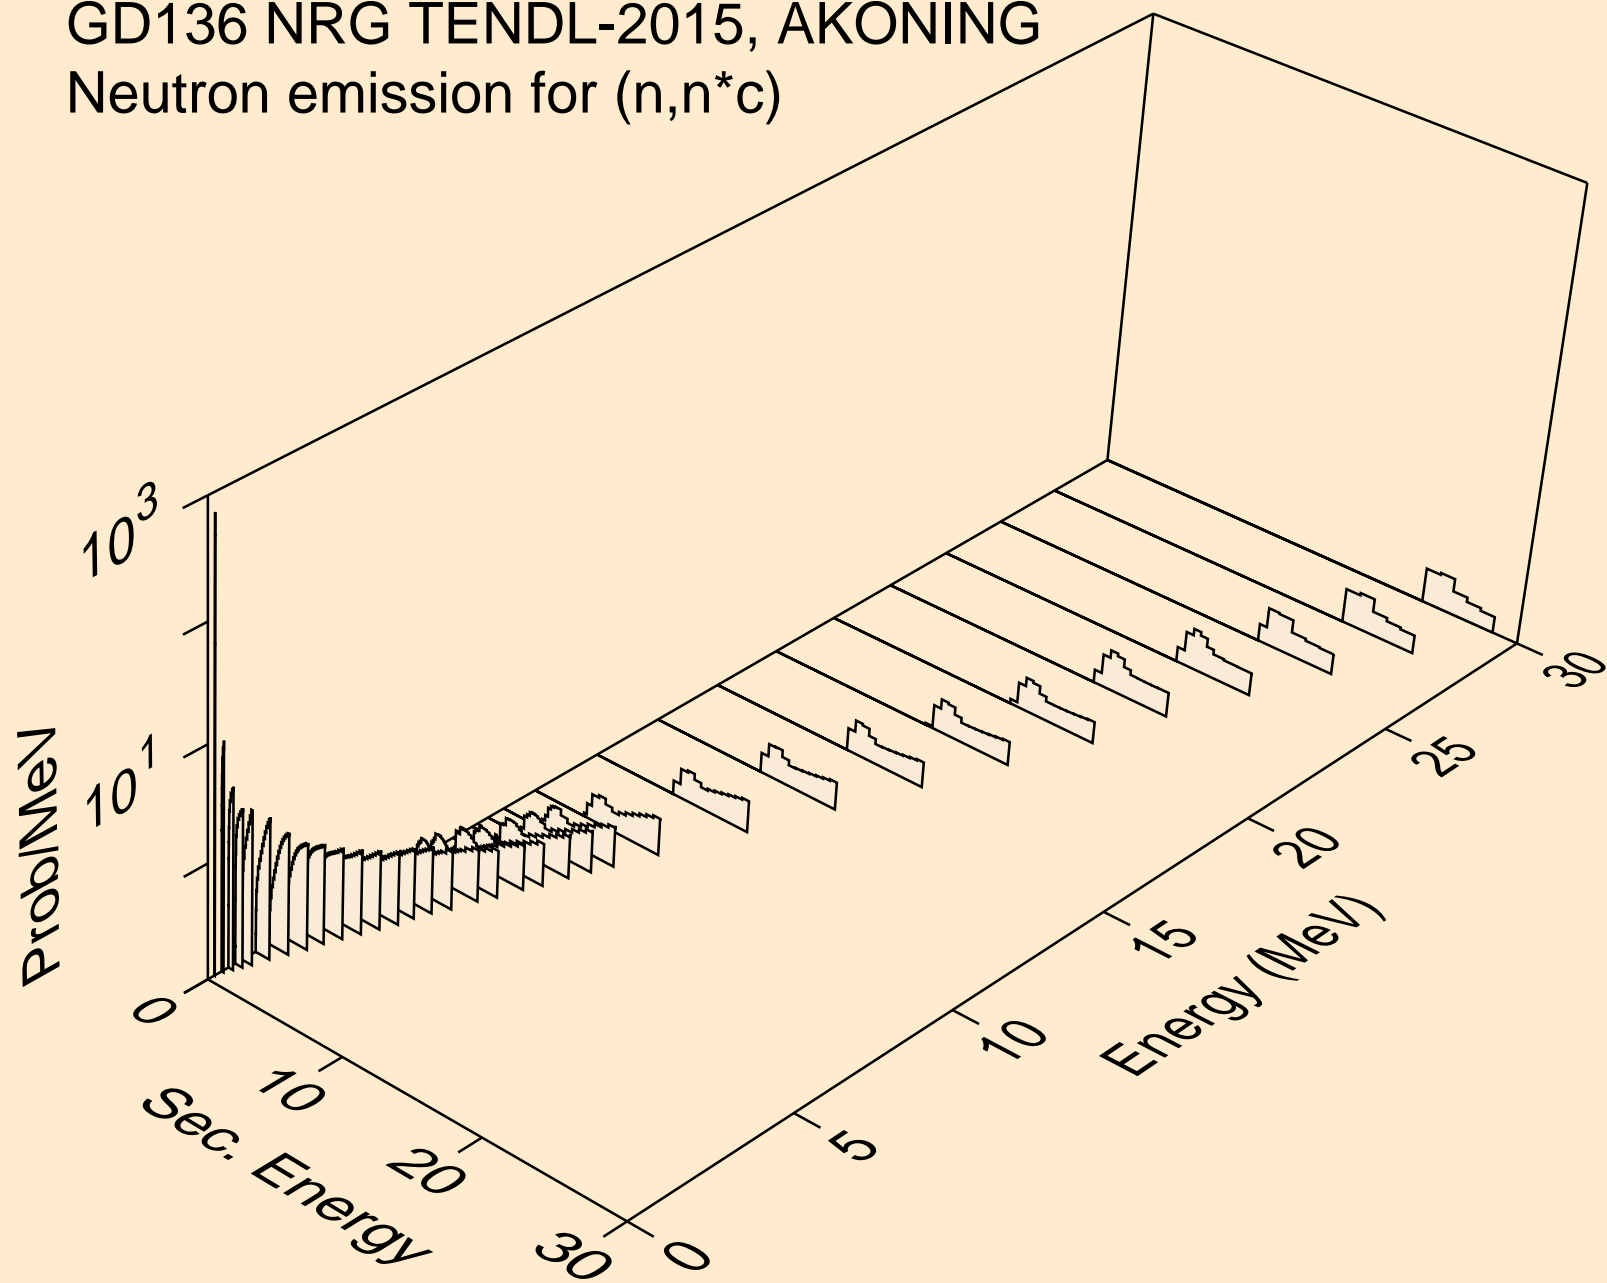 GD136 NRG TENDL-2015, AKONING
Neutron emission for (n,n*c)
10^3
10^1
Prob/MeV
0
10
20
30
Sec. Energy
0
5
10
15
20
25
30
Energy (MeV)